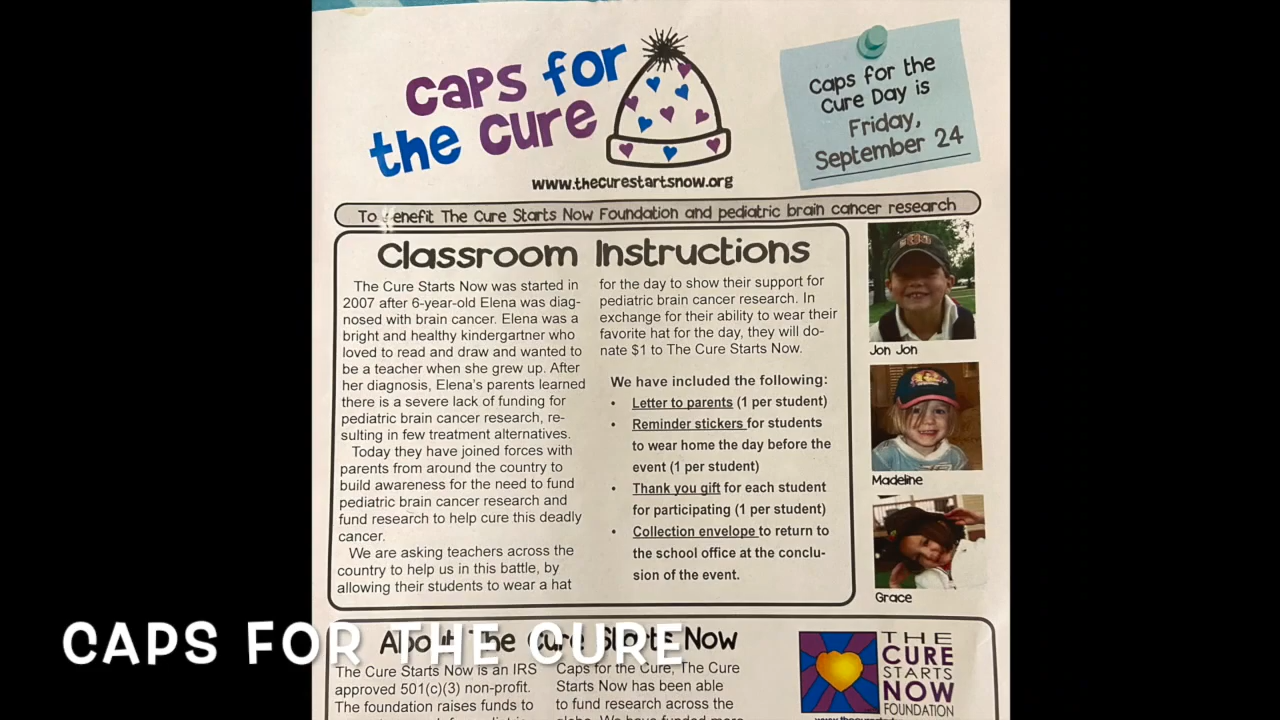 caps for
the cure
www.thecurestartsnow.org
Caps for the
Cure Day is
Friday,
September 24
To enefit The Cure Starts Now Foundation and pediatric brain cancer research
Classroom Instructions
The Cure Starts Now was started in
2007 after 6-year-old Elena was diag-
nosed with brain cancer. Elena was a
bright and healthy kindergartner who
loved to read and draw and wanted to
be a teacher when she grew up. After
her diagnosis, Elena's parents learned
there is a severe lack of funding for
pediatric brain cancer research, re-
sulting in few treatment alternatives.
Today they have joined forces with
parents from around the country to
build awareness for the need to fund
pediatric brain cancer research and
fund research to help cure this deadly
cancer.
We are asking teachers across the
country to help us in this battle, by
allowing their students to wear a hat
for the day to show their support for
pediatric brain cancer research. In
exchange for their ability to wear their
favorite hat for the day, they will do-
nate $1 to The Cure Starts Now.
We have included the following:
• Letter to parents (1 per student)
• Reminder stickers for students
to wear home the day before the
event (1 per student)
• Thank you gift for each student
for participating (1 per student)
• Collection envelope to return to
the school office at the conclu-
sion of the event.
Jon Jon
Madeline
Grace
About The Cure Starts Now
The Cure Starts Now is an IRS
approved 501(c)(3) non-profit.
The foundation raises funds to
Caps for the Cure, The Cure
Starts Now has been able
to fund research across the
THE
CURE
STARTS
NOW
FOUNDATION
CAPS FOR THE CURE